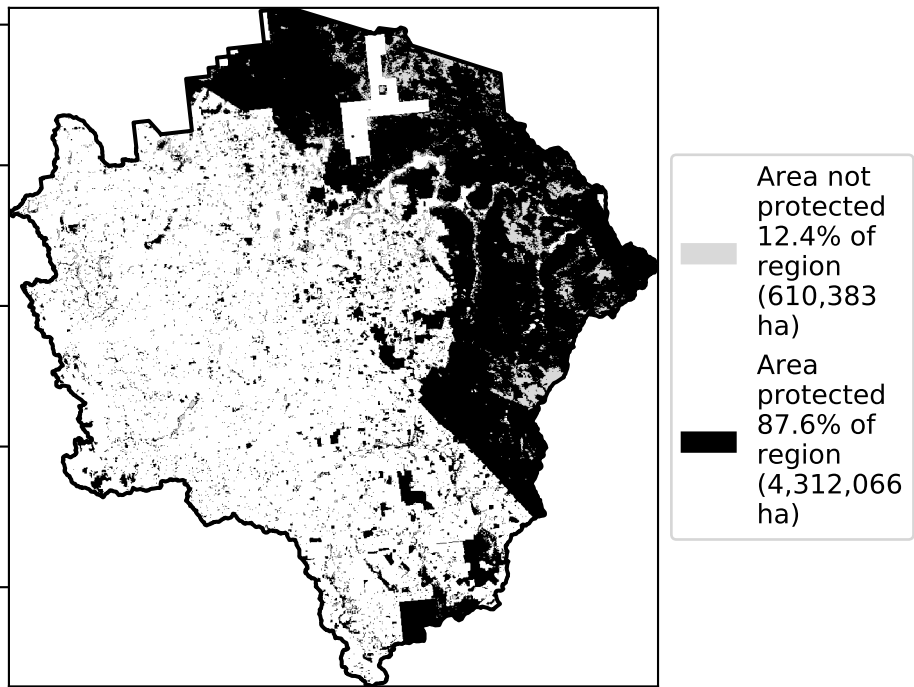 Area not
protected
12.4% of
region
(610,383
ha)
Area
protected
87.6% of
region
(4,312,066
ha)